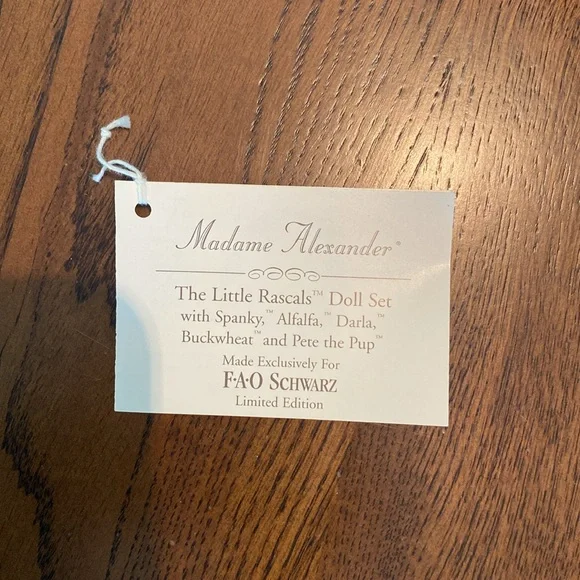 Madame Alexander®
The Little Rascals™ Doll Set
with Spanky,™ Alfalfa,™ Darla,™
Buckwheat™ and Pete the Pup™
Made Exclusively For
F·A·O SCHWARZ
Limited Edition